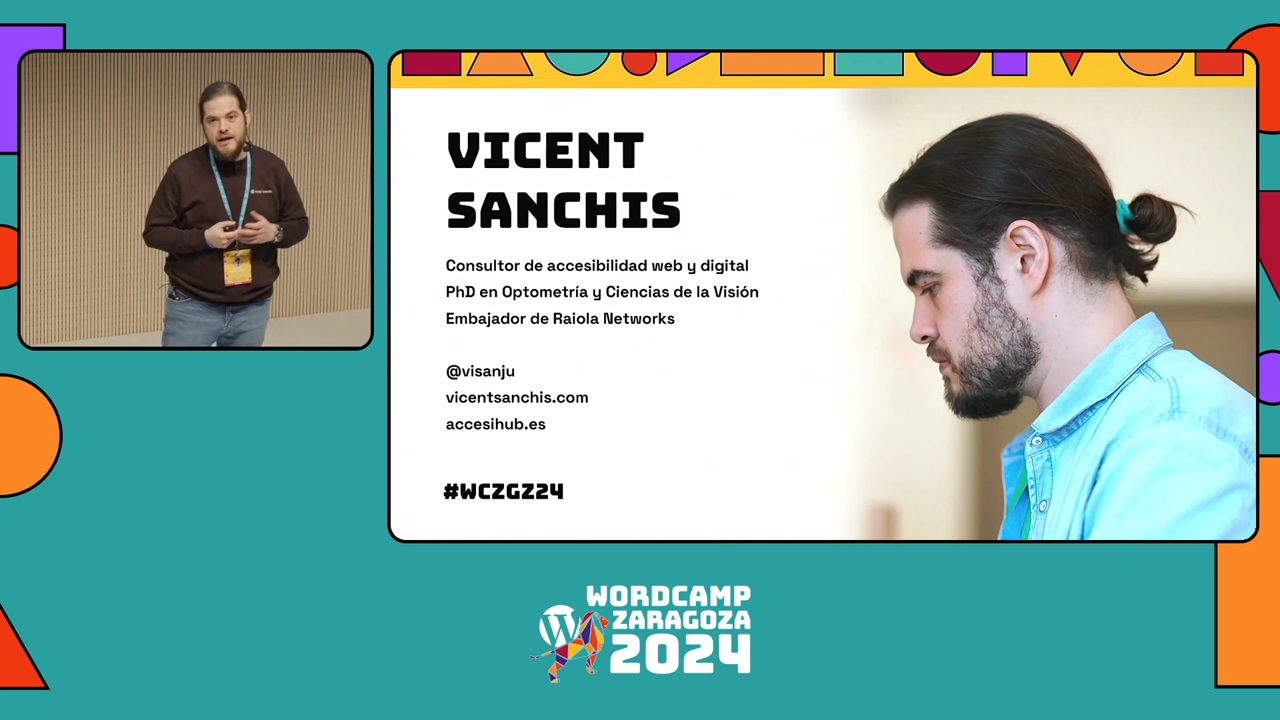 VICENT
SANCHIS
Consultor de accesibilidad web y digital
PhD en Optometría y Ciencias de la Visión
Embajador de Raiola Networks
@visanju
vicentsanchis.com
accesihub.es
#WCZGZ24
WORDCAMP
ZARAGOZA
2024